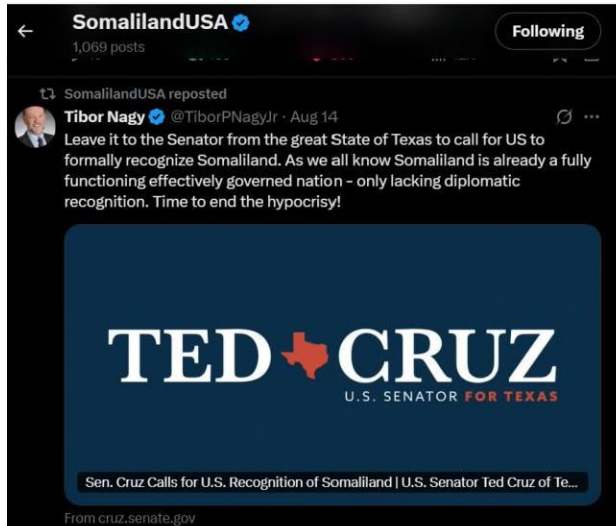 SomalilandUSA
1,069 posts
Following
SomalilandUSA reposted
Tibor Nagy @TiborPNagyJr · Aug 14
Leave it to the Senator from the great State of Texas to call for US to
formally recognize Somaliland. As we all know Somaliland is already a fully
functioning effectively governed nation – only lacking diplomatic
recognition. Time to end the hypocrisy!
TED CRUZ
U.S. SENATOR FOR TEXAS
Sen. Cruz Calls for U.S. Recognition of Somaliland | U.S. Senator Ted Cruz of Te...
From cruz.senate.gov